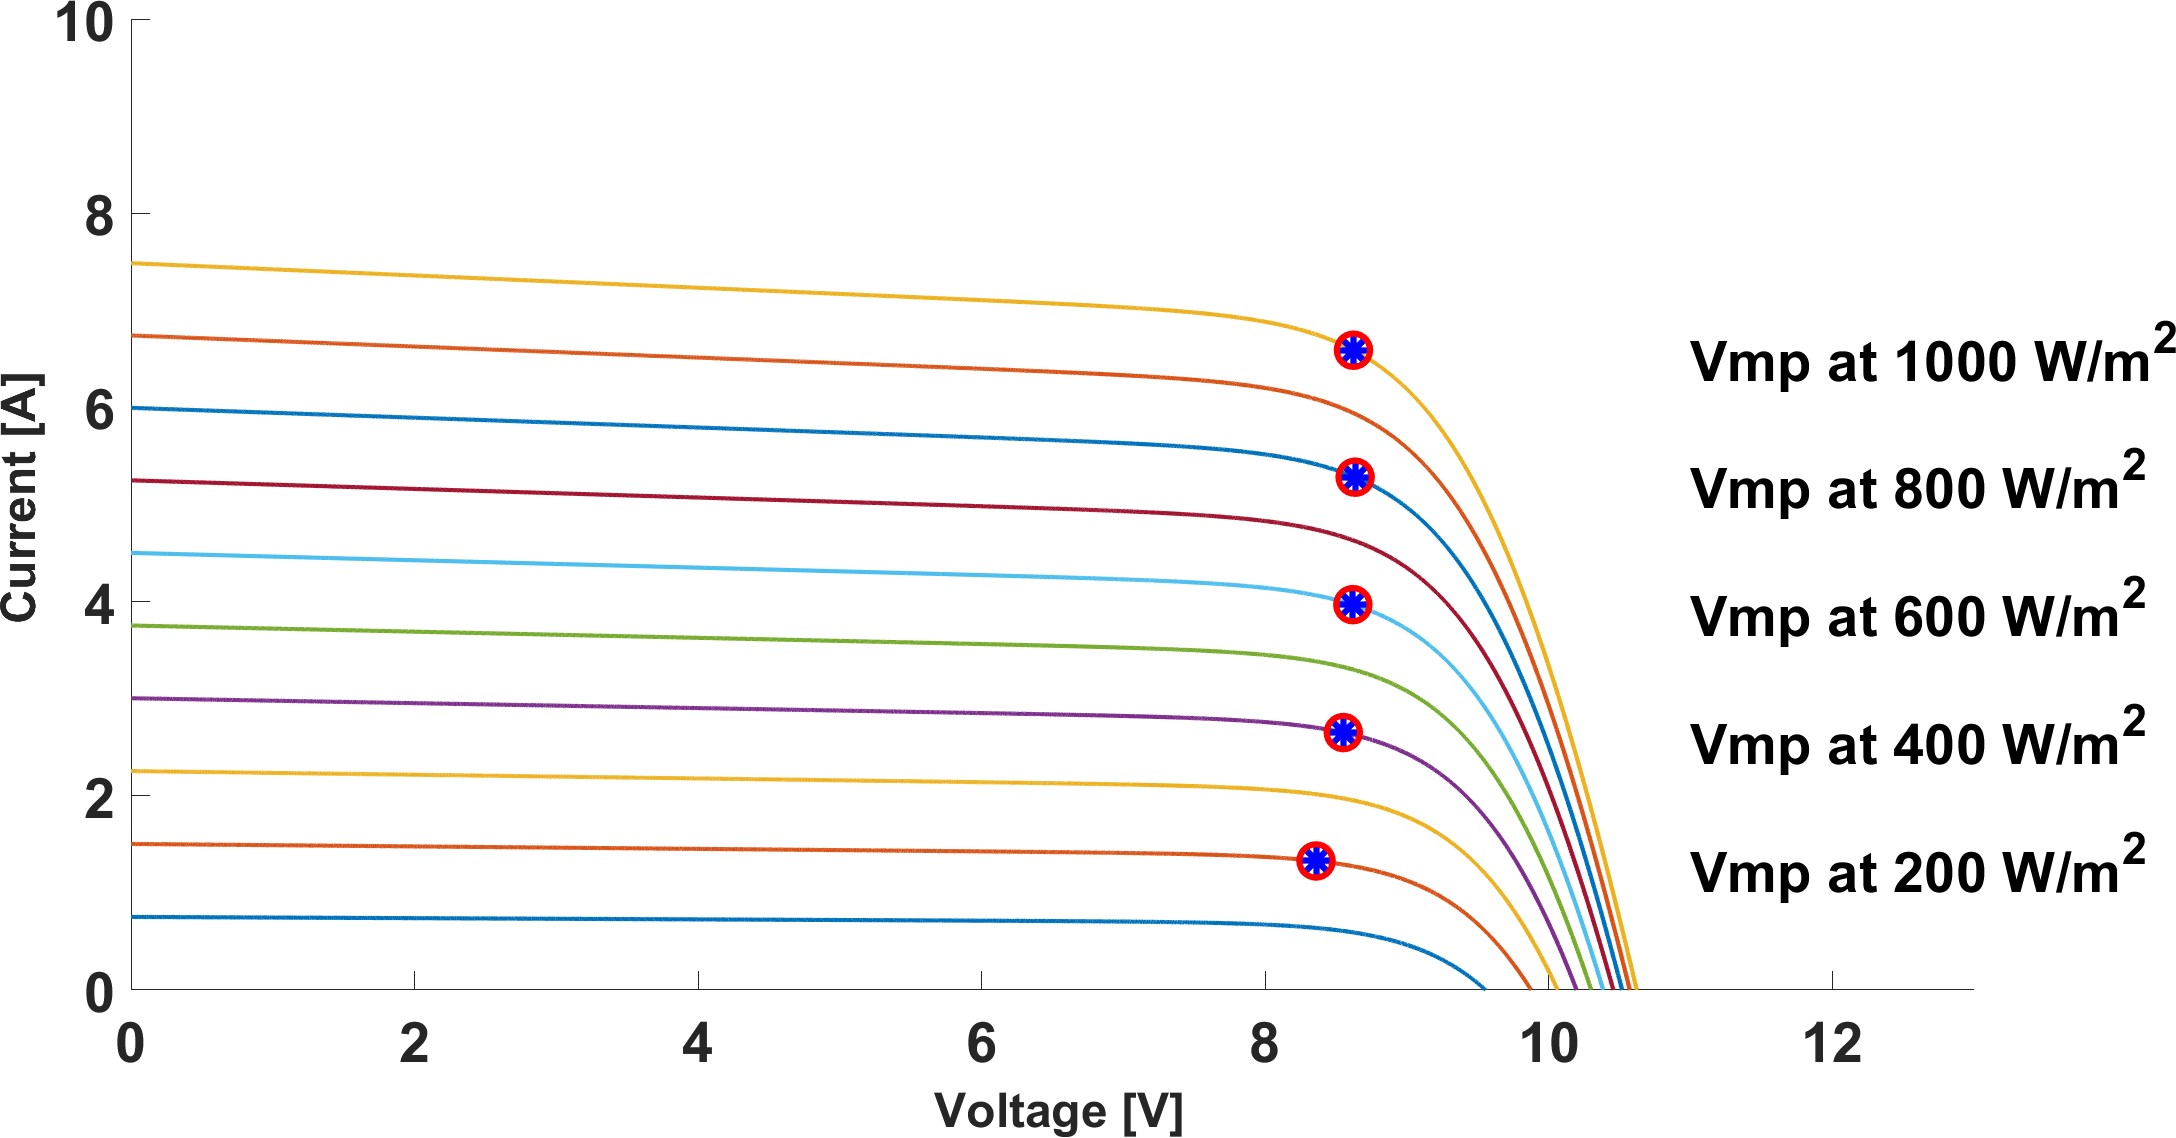 10
8
6
4
2
0
0 2 4 6 8 10 12
Current [A]
Voltage [V]
Vmp at 1000 W/m²
Vmp at 800 W/m²
Vmp at 600 W/m²
Vmp at 400 W/m²
Vmp at 200 W/m²